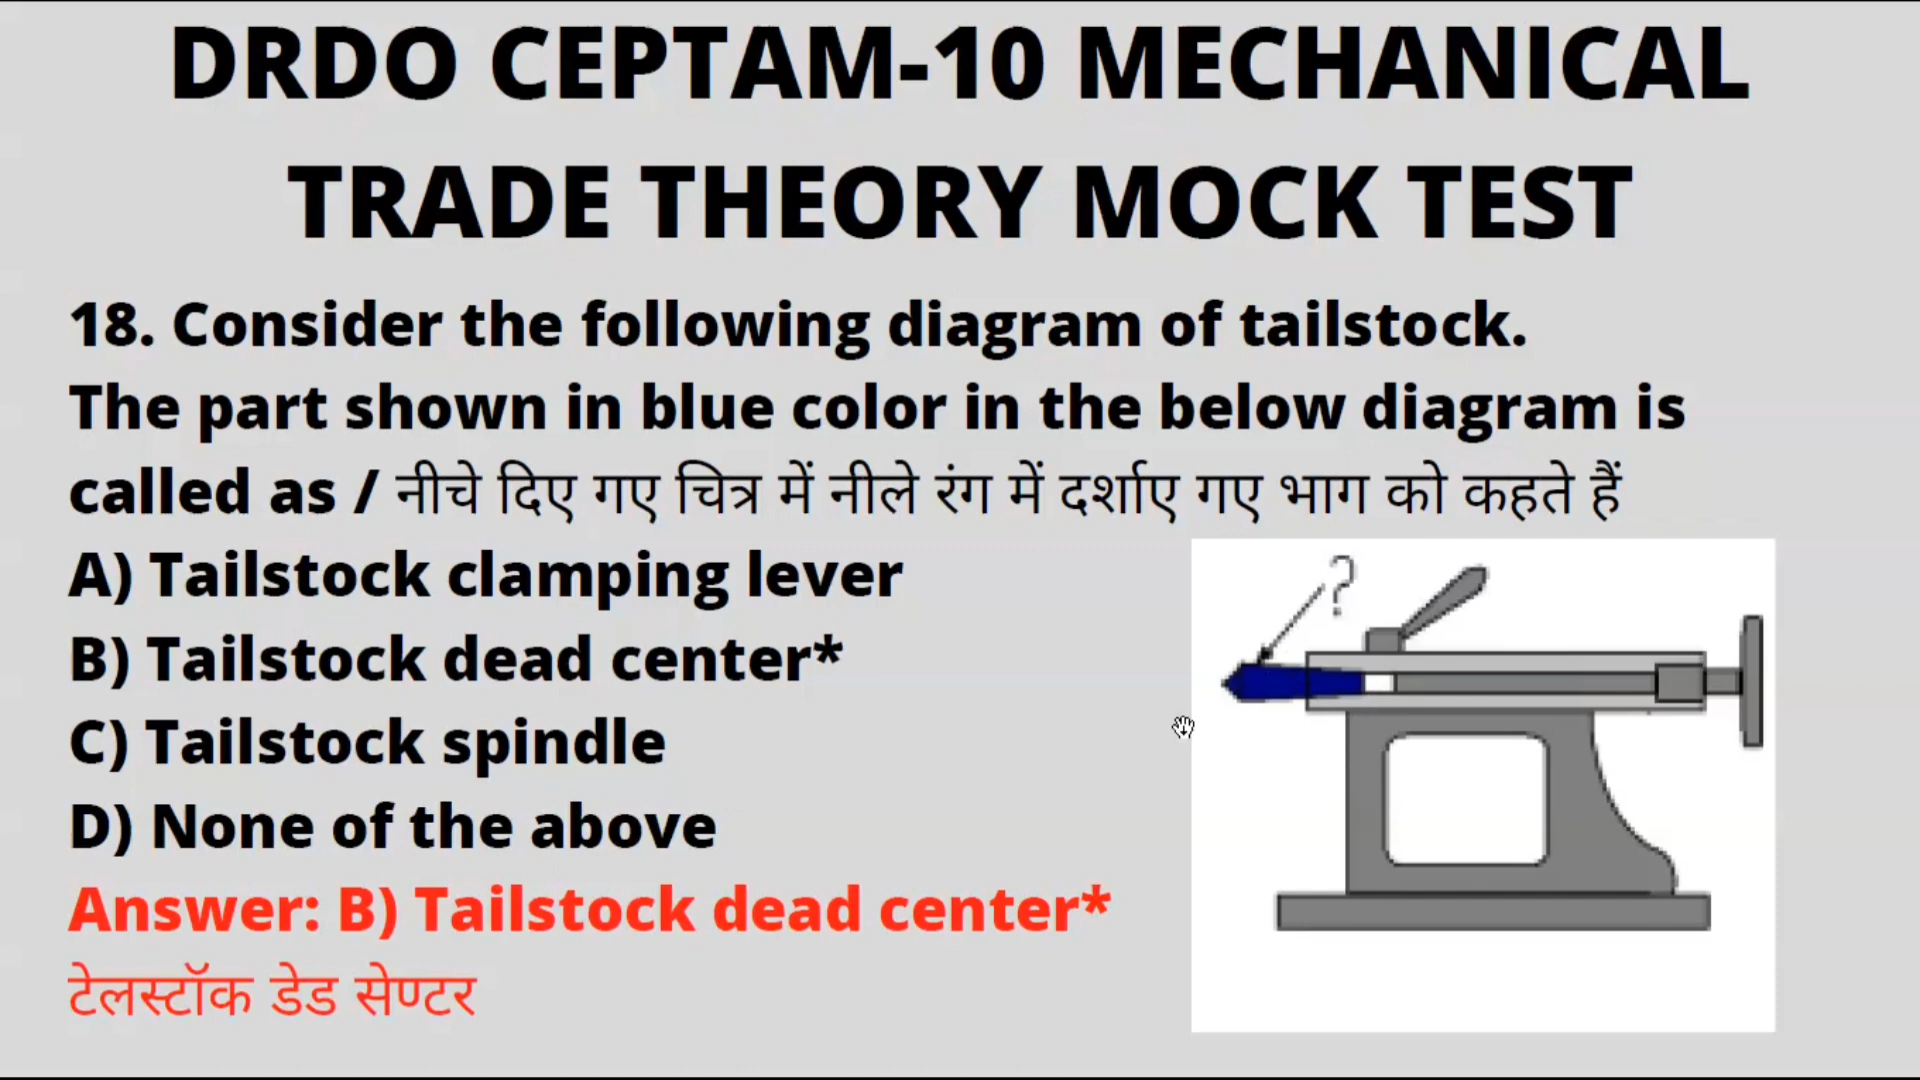 DRDO CEPTAM-10 MECHANICAL
TRADE THEORY MOCK TEST
18. Consider the following diagram of tailstock.
The part shown in blue color in the below diagram is
called as / नीचे दिए गए चित्र में नीले रंग में दर्शाए गए भाग को कहते हैं
A) Tailstock clamping lever
B) Tailstock dead center*
C) Tailstock spindle
D) None of the above
Answer: B) Tailstock dead center*
टेलस्टॉक डेड सेण्टर
?